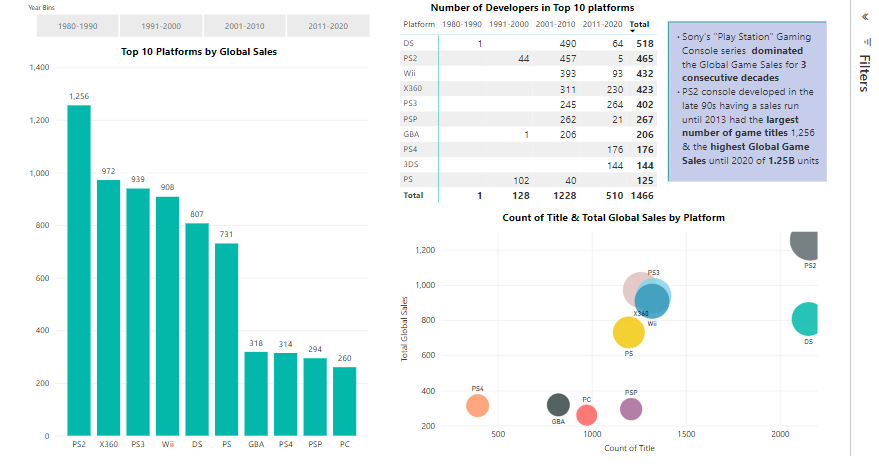 Year Bins
1980-1990 1991-2000 2001-2010 2011-2020
Top 10 Platforms by Global Sales
1,400
1,200
1,000
800
600
400
200
0
1,256
972
939
908
807
731
318
314
294
260
PS2 X360 PS3 Wii DS PS GBA PS4 PSP PC
Number of Developers in Top 10 platforms
Platform 1980-1990 1991-2000 2001-2010 2011-2020 Total
DS 1 490 64 518
PS2 44 457 5 465
Wii 393 93 432
X360 311 230 423
PS3 245 264 402
PSP 262 21 267
GBA 1 206 206
PS4 176 176
3DS 144 144
PS 102 40 125
Total 1 128 1228 510 1466
• Sony's "Play Station" Gaming
Console series dominated
the Global Game Sales for 3
consecutive decades
• PS2 console developed in the
late 90s having a sales run
until 2013 had the largest
number of game titles 1,256
& the highest Global Game
Sales until 2020 of 1.25B units
Count of Title & Total Global Sales by Platform
Total Global Sales
1,200
1,000
800
600
400
200
PS2
PS3
X360
Wii
DS
PS
PS4
GBA
PC
PSP
500 1000 1500 2000
Count of Title
Filters